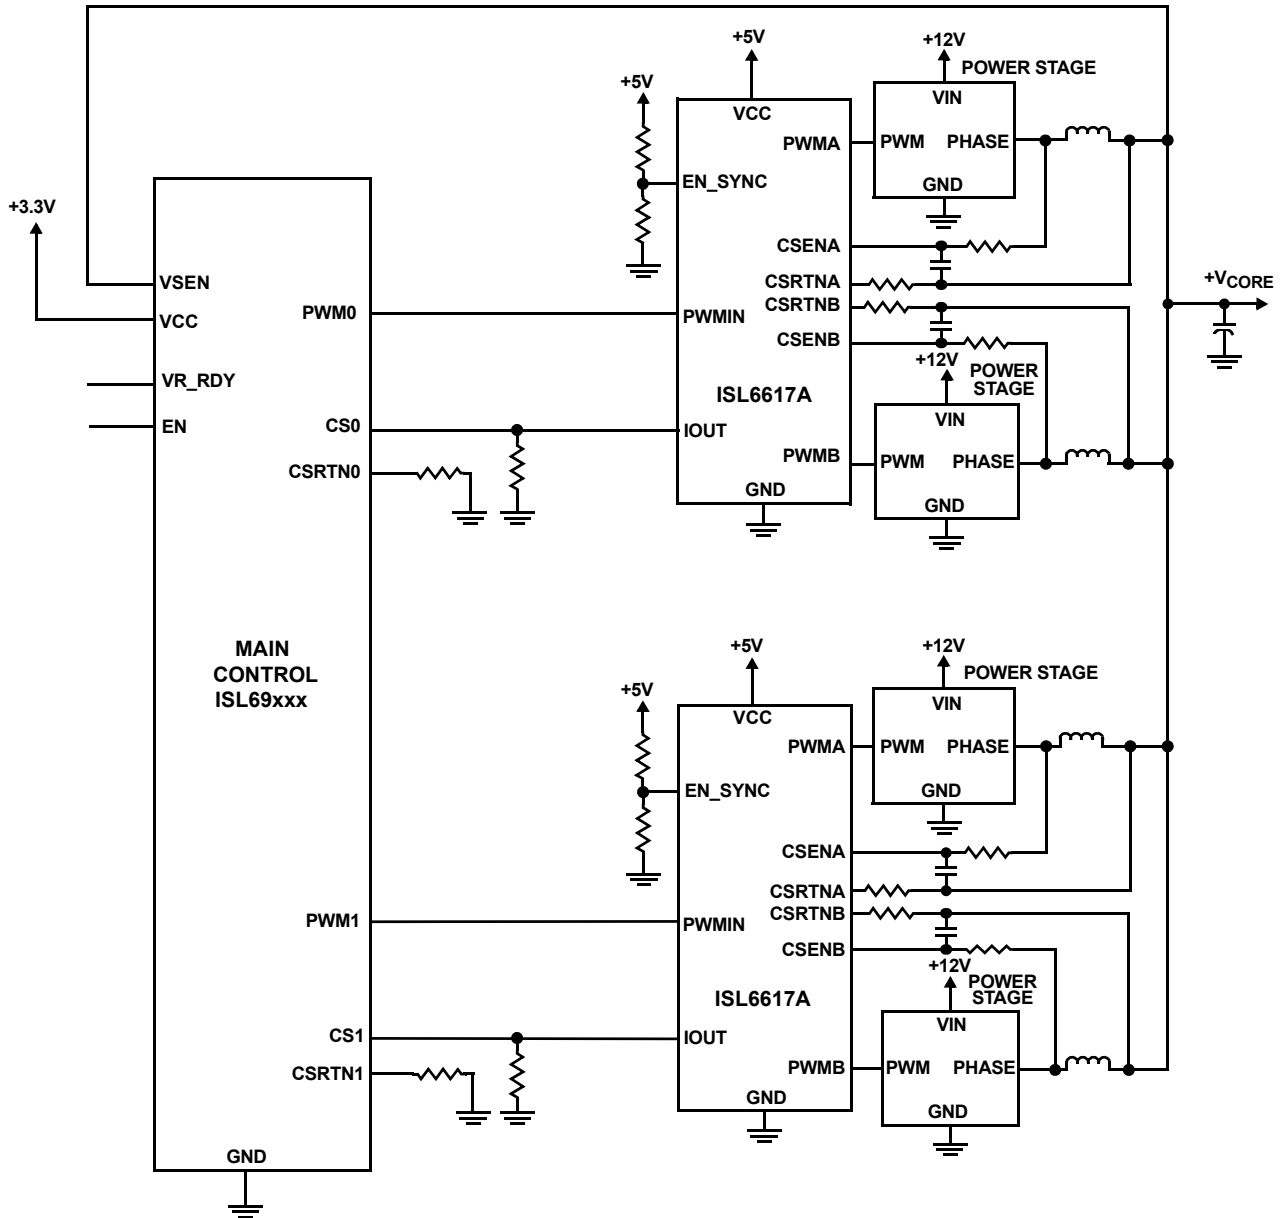 +5V
+12V
POWER STAGE
+5V
VCC
VIN
PWMA
PWM
PHASE
EN_SYNC
GND
+3.3V
CSENA
VSEN
CSRTNA
+VCORE
CSRTNB
PWM0
PWMIN
VCC
CSENB
+12V
POWER
STAGE
VR_RDY
ISL6617A
VIN
EN
CS0
IOUT
PWMB
PWM
PHASE
CSRTN0
GND
GND
MAIN
CONTROL
ISL69xxx
+5V
+12V
POWER STAGE
+5V
VCC
VIN
PWMA
PWM
PHASE
EN_SYNC
GND
CSENA
CSRTNA
CSRTNB
PWM1
PWMIN
CSENB
+12V
POWER
STAGE
ISL6617A
VIN
CS1
IOUT
PWMB
PWM
PHASE
CSRTN1
GND
GND
GND